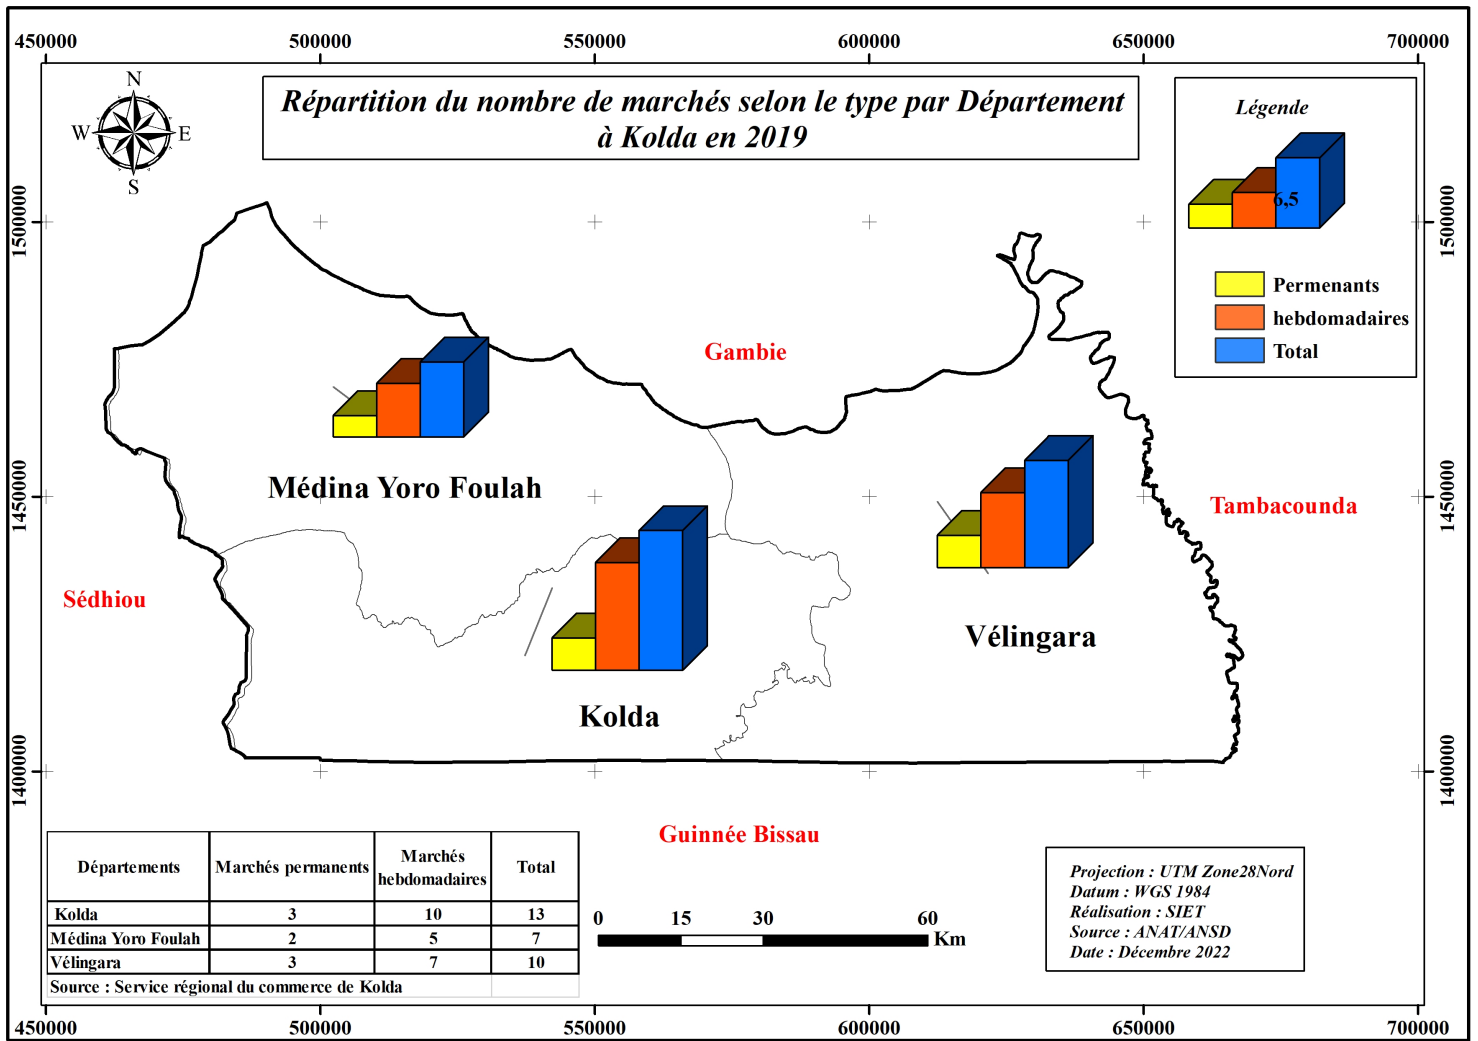 450000 500000 550000 600000 650000 700000
N
W E
S
Répartition du nombre de marchés selon le type par Département
à Kolda en 2019
Légende
6,5
Permenants
hebdomadaires
Total
1500000 1500000
Gambie
Médina Yoro Foulah
1450000 1450000
Tambacounda
Sédhiou
Vélingara
Kolda
1400000 1400000
Guinnée Bissau
Départements Marchés permanents Marchés hebdomadaires Total
Kolda 3 10 13
Médina Yoro Foulah 2 5 7
Vélingara 3 7 10
Source : Service régional du commerce de Kolda
0 15 30 60
Km
Projection : UTM Zone28Nord
Datum : WGS 1984
Réalisation : SIET
Source : ANAT/ANSD
Date : Décembre 2022
450000 500000 550000 600000 650000 700000